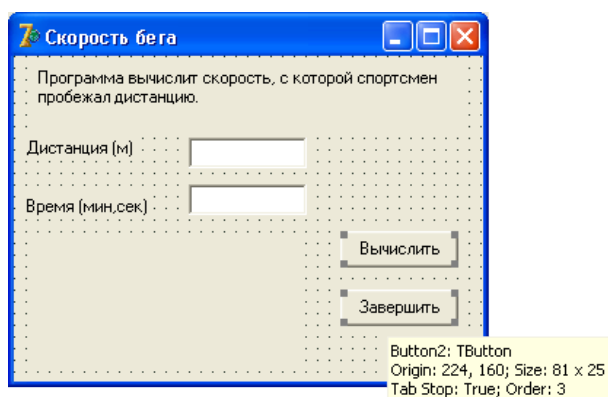 Скорость бега
Программа вычислит скорость, с которой спортсмен
пробежал дистанцию.
Дистанция (м)
Время (мин,сек)
Вычислить
Завершить
Button2: TButton
Origin: 224, 160; Size: 81 x 25
Tab Stop: True; Order: 3